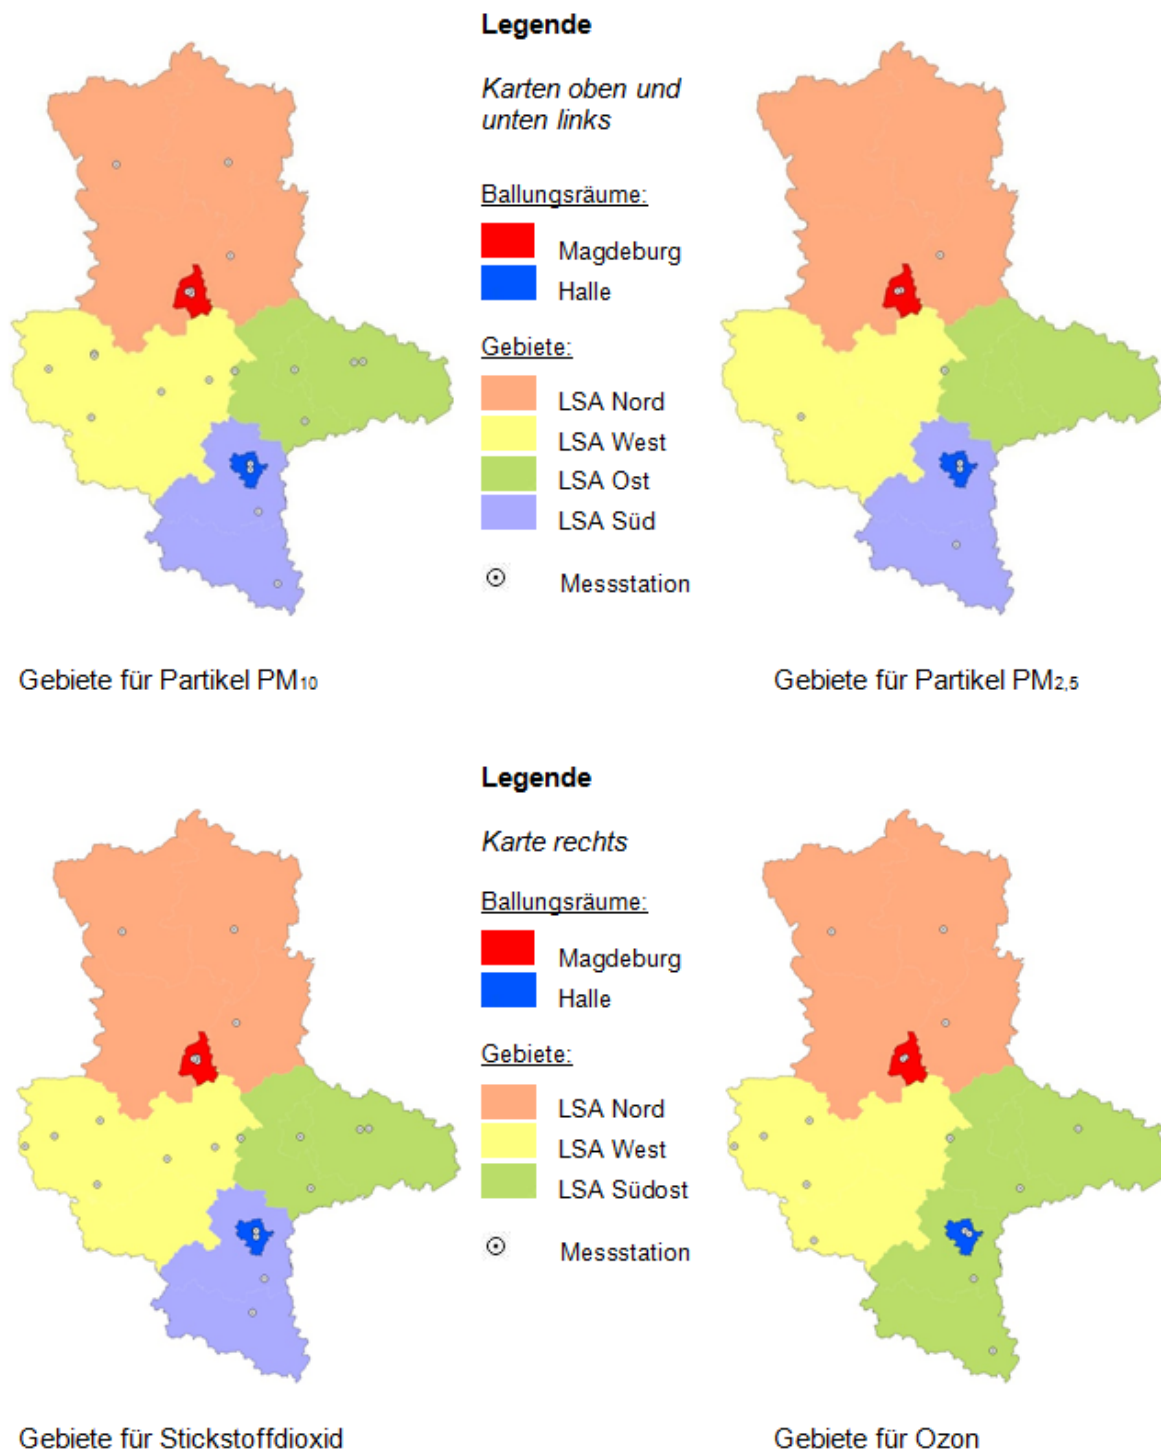 Legende
Karten oben und
unten links
Ballungsräume:
Magdeburg
Halle
Gebiete:
LSA Nord
LSA West
LSA Ost
LSA Süd
Messstation
Gebiete für Partikel PM10
Gebiete für Partikel PM2,5
Legende
Karte rechts
Ballungsräume:
Magdeburg
Halle
Gebiete:
LSA Nord
LSA West
LSA Südost
Messstation
Gebiete für Stickstoffdioxid
Gebiete für Ozon